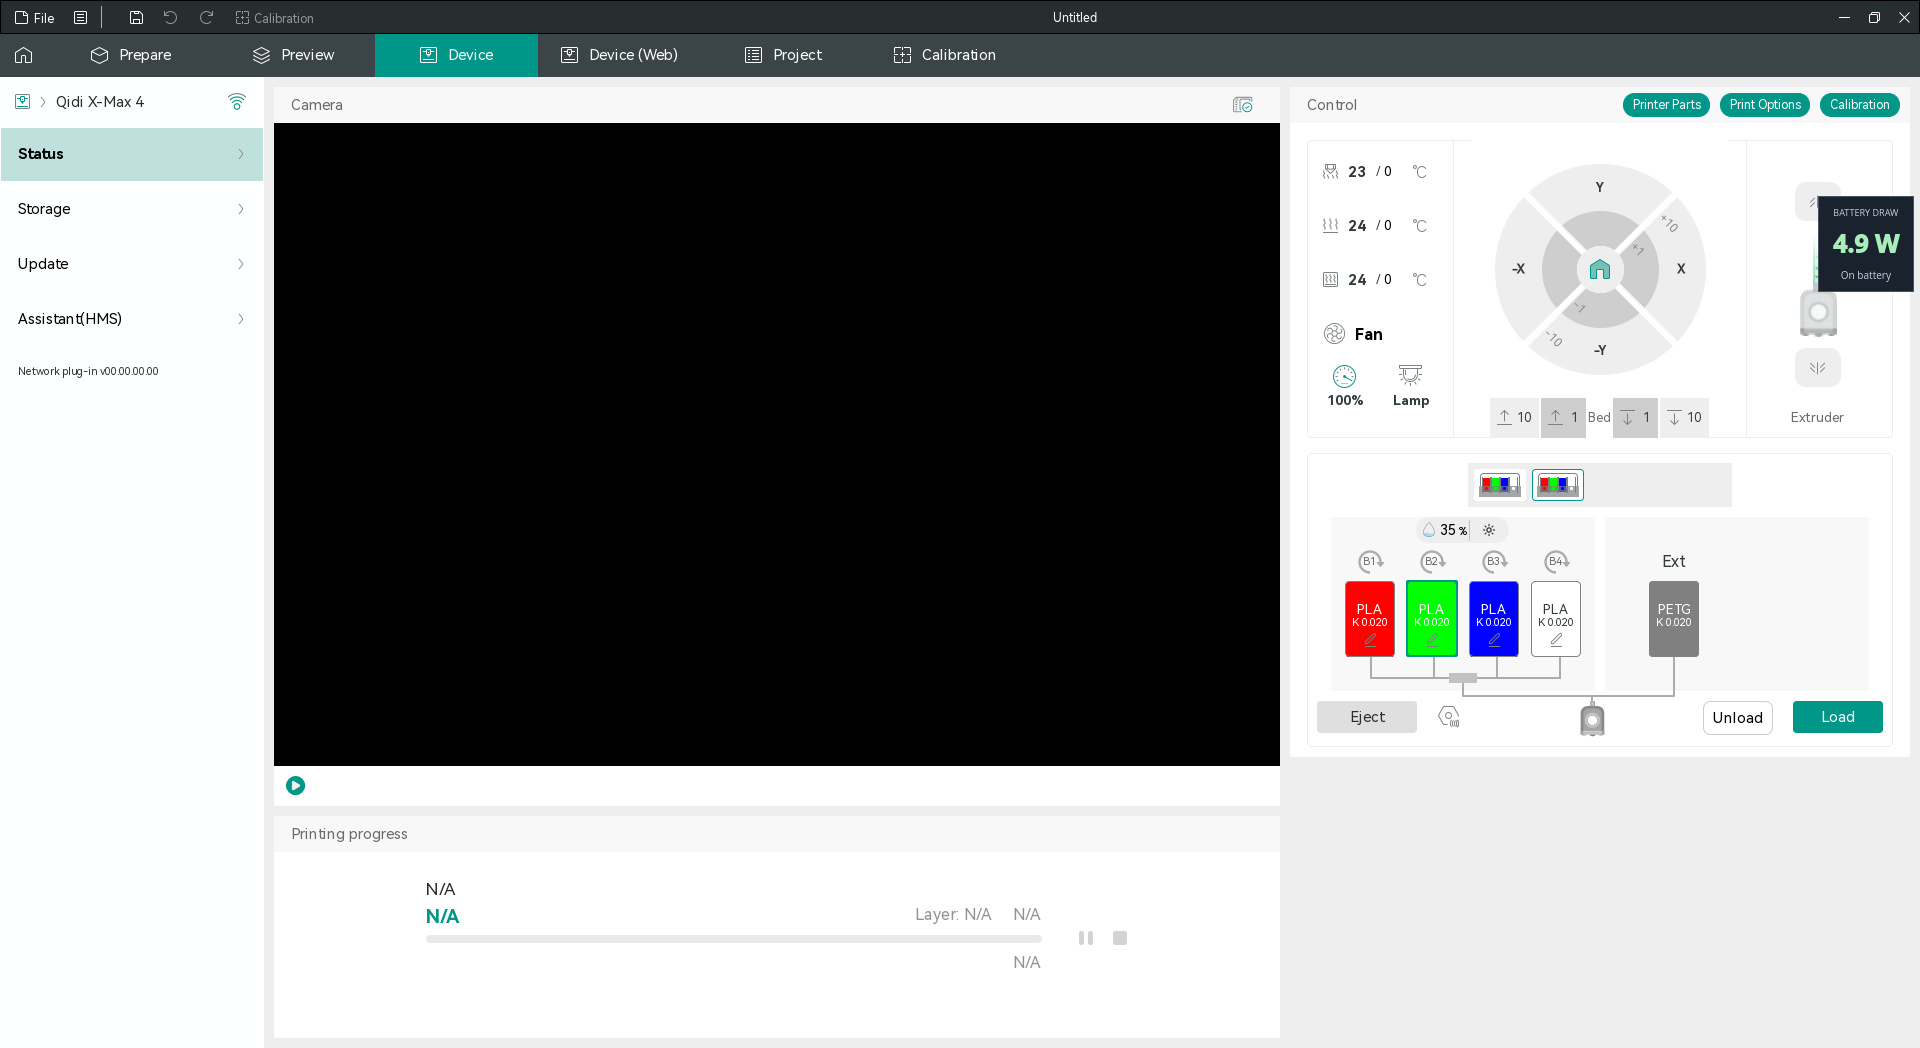 File
Calibration
Untitled
Prepare
Preview
Device
Device (Web)
Project
Calibration
Qidi X-Max 4
Status
Storage
Update
Assistant(HMS)
Network plug-in v00.00.00.00
Camera
Printing progress
N/A
N/A
Layer: N/A N/A
N/A
Control
Printer Parts
Print Options
Calibration
23 / 0 °C
24 / 0 °C
24 / 0 °C
Fan
100%
Lamp
Y
+10
+1
-X
X
-1
-10
-Y
10
1
Bed
1
10
BATTERY DRAW
4.9 W
On battery
Extruder
35 %
B1 B2 B3 B4
Ext
PLA PLA PLA PLA PETG
K 0.020 K 0.020 K 0.020 K 0.020 K 0.020
Eject
Unload
Load